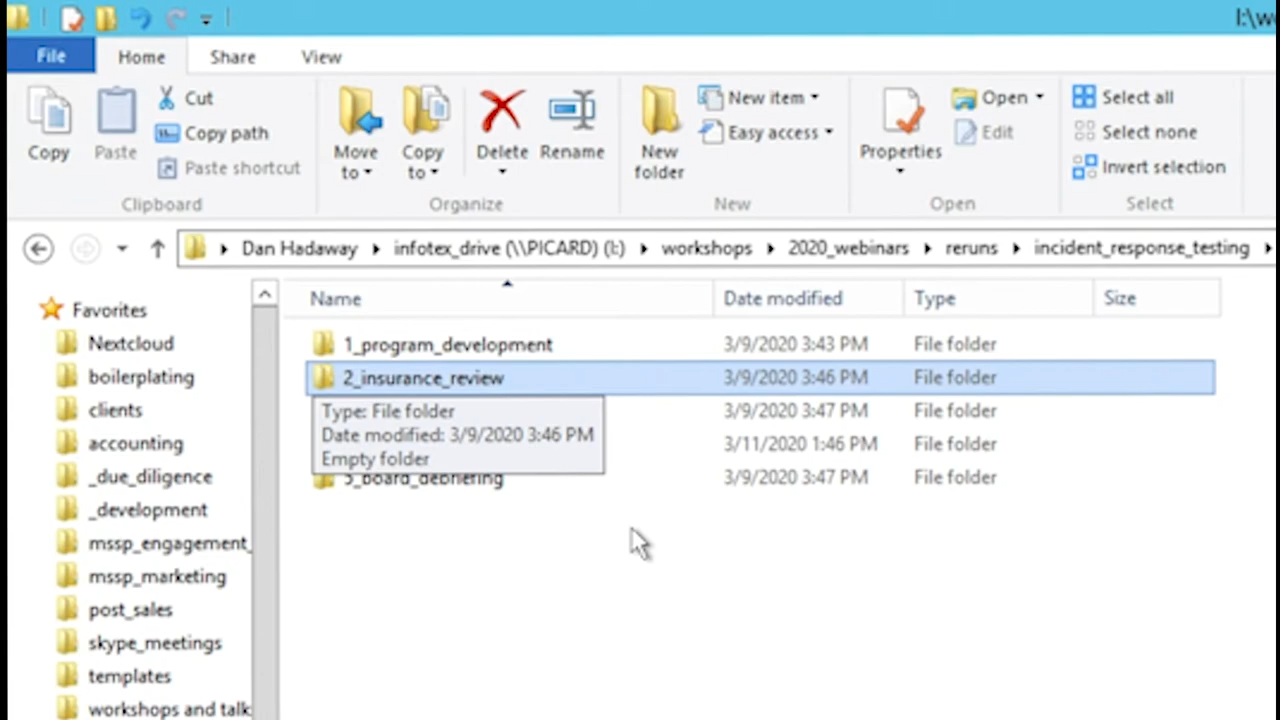 I:\w
File Home Share View
Copy
Paste
Cut
Copy path
Paste shortcut
Clipboard
Move to
Copy to
Delete
Rename
Organize
New folder
New item
Easy access
New
Properties
Open
Edit
Open
Select all
Select none
Invert selection
Select
Dan Hadaway infotex_drive (\\PICARD) (I:) workshops 2020_webinars reruns incident_response_testing
Favorites
Nextcloud
boilerplating
clients
accounting
_due_diligence
_development
mssp_engagement_
mssp_marketing
post_sales
skype_meetings
templates
workshops and talk
Name Date modified Type Size
1_program_development 3/9/2020 3:43 PM File folder
2_insurance_review 3/9/2020 3:46 PM File folder
3/9/2020 3:47 PM File folder
3/11/2020 1:46 PM File folder
5_board_debriefing 3/9/2020 3:47 PM File folder
Type: File folder
Date modified: 3/9/2020 3:46 PM
Empty folder